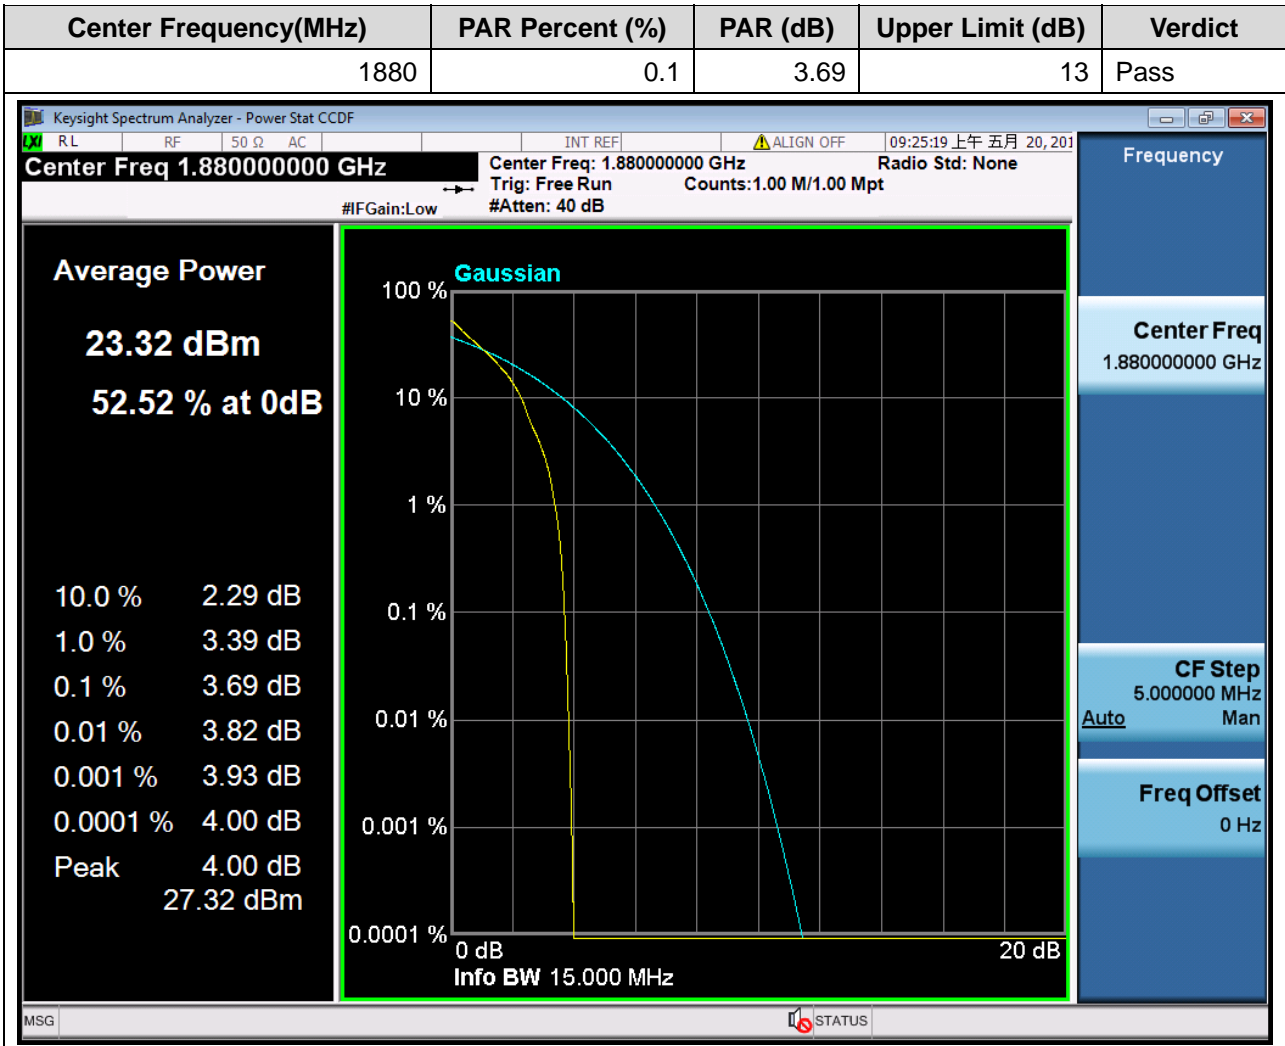 Center Frequency(MHz) PAR Percent (%) PAR (dB) Upper Limit (dB) Verdict
1880 0.1 3.69 13 Pass
Keysight Spectrum Analyzer - Power Stat CCDF
LXI RL RF 50 Ω AC INT REF ALIGN OFF 09:25:19 上午 五月 20, 201
Center Freq 1.880000000 GHz
#IFGain:Low
Center Freq: 1.880000000 GHz Radio Std: None
Trig: Free Run Counts:1.00 M/1.00 Mpt
#Atten: 40 dB
Average Power
23.32 dBm
52.52 % at 0dB
10.0 % 2.29 dB
1.0 % 3.39 dB
0.1 % 3.69 dB
0.01 % 3.82 dB
0.001 % 3.93 dB
0.0001 % 4.00 dB
Peak 4.00 dB
27.32 dBm
Gaussian
100 %
10 %
1 %
0.1 %
0.01 %
0.001 %
0.0001 %
0 dB 20 dB
Info BW 15.000 MHz
Frequency
Center Freq
1.880000000 GHz
CF Step
5.000000 MHz
Auto Man
Freq Offset
0 Hz
MSG STATUS